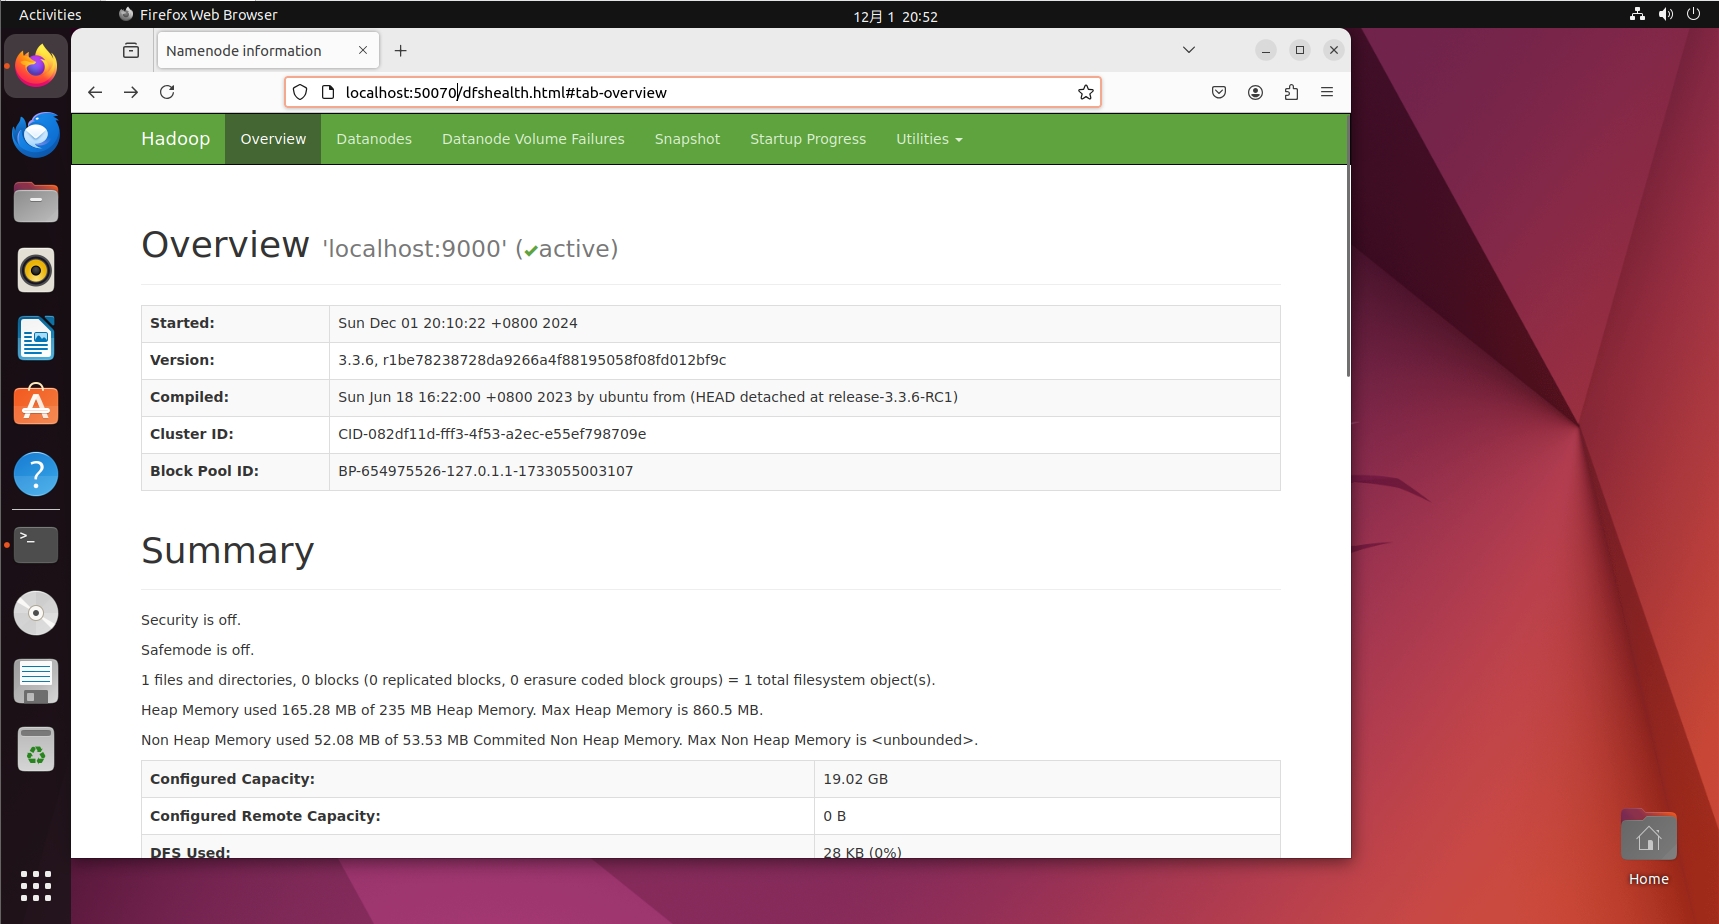 Activities Firefox Web Browser 12月 1 20:52
Namenode information
localhost:50070/dfshealth.html#tab-overview
Hadoop Overview Datanodes Datanode Volume Failures Snapshot Startup Progress Utilities
Overview 'localhost:9000' (✔active)
Started: Sun Dec 01 20:10:22 +0800 2024
Version: 3.3.6, r1be78238728da9266a4f88195058f08fd012bf9c
Compiled: Sun Jun 18 16:22:00 +0800 2023 by ubuntu from (HEAD detached at release-3.3.6-RC1)
Cluster ID: CID-082df11d-fff3-4f53-a2ec-e55ef798709e
Block Pool ID: BP-654975526-127.0.1.1-1733055003107
Summary
Security is off.
Safemode is off.
1 files and directories, 0 blocks (0 replicated blocks, 0 erasure coded block groups) = 1 total filesystem object(s).
Heap Memory used 165.28 MB of 235 MB Heap Memory. Max Heap Memory is 860.5 MB.
Non Heap Memory used 52.08 MB of 53.53 MB Commited Non Heap Memory. Max Non Heap Memory is <unbounded>.
Configured Capacity: 19.02 GB
Configured Remote Capacity: 0 B
DFS Used: 28 KB (0%)
Home